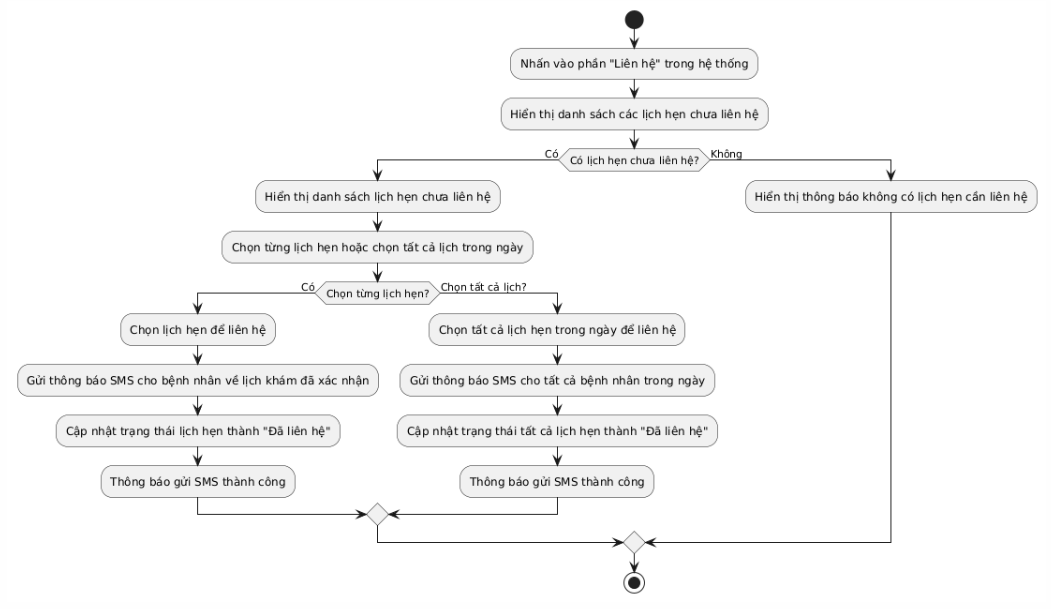 Nhấn vào phần "Liên hệ" trong hệ thống
Hiển thị danh sách các lịch hẹn chưa liên hệ
Có
Có lịch hẹn chưa liên hệ?
Không
Hiển thị danh sách lịch hẹn chưa liên hệ
Hiển thị thông báo không có lịch hẹn cần liên hệ
Chọn từng lịch hẹn hoặc chọn tất cả lịch trong ngày
Có
Chọn từng lịch hẹn?
Chọn tất cả lịch?
Chọn lịch hẹn để liên hệ
Chọn tất cả lịch hẹn trong ngày để liên hệ
Gửi thông báo SMS cho bệnh nhân về lịch khám đã xác nhận
Gửi thông báo SMS cho tất cả bệnh nhân trong ngày
Cập nhật trạng thái lịch hẹn thành "Đã liên hệ"
Cập nhật trạng thái tất cả lịch hẹn thành "Đã liên hệ"
Thông báo gửi SMS thành công
Thông báo gửi SMS thành công